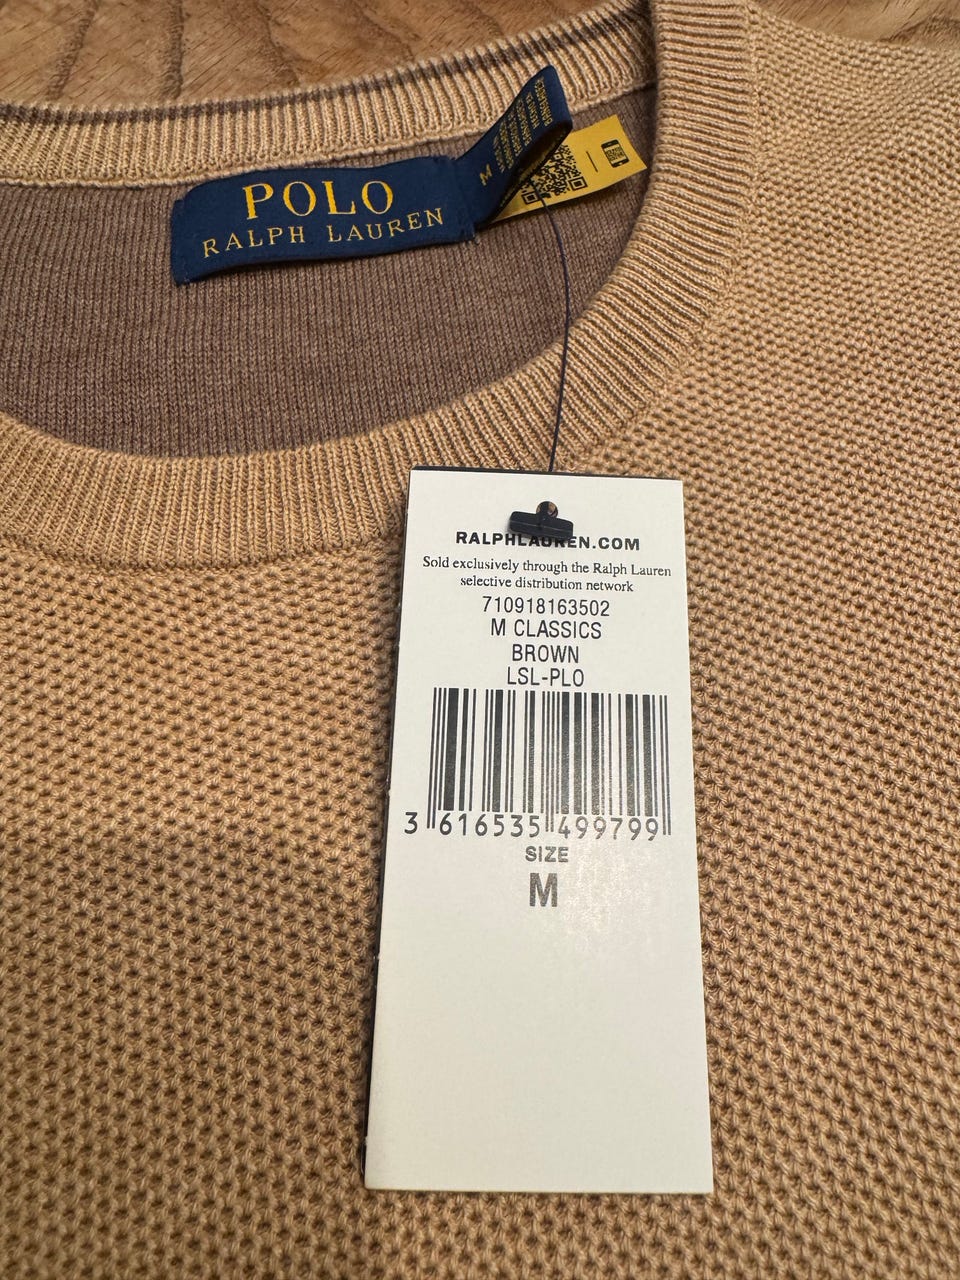 POLO
RALPH LAUREN
M
RALPHLAUREN.COM
Sold exclusively through the Ralph Lauren
selective distribution network
710918163502
M CLASSICS
BROWN
LSL-PLO
3 616535 499799
SIZE
M